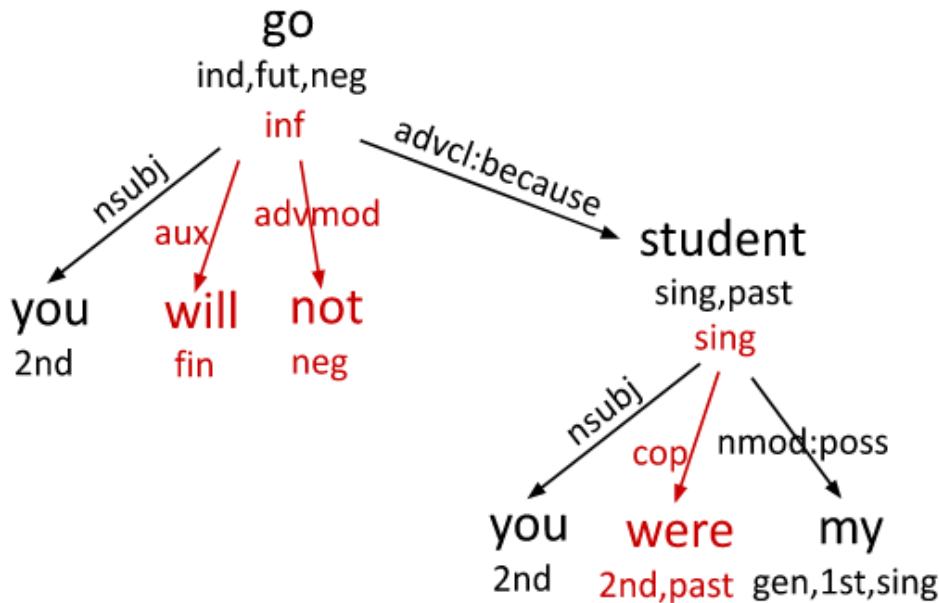 go
ind,fut,neg
inf
nsubj
aux
advmod
advcl:because
you
will
not
2nd
fin
neg
student
sing,past
sing
nsubj
cop
nmod:poss
you
were
my
2nd
2nd,past
gen,1st,sing